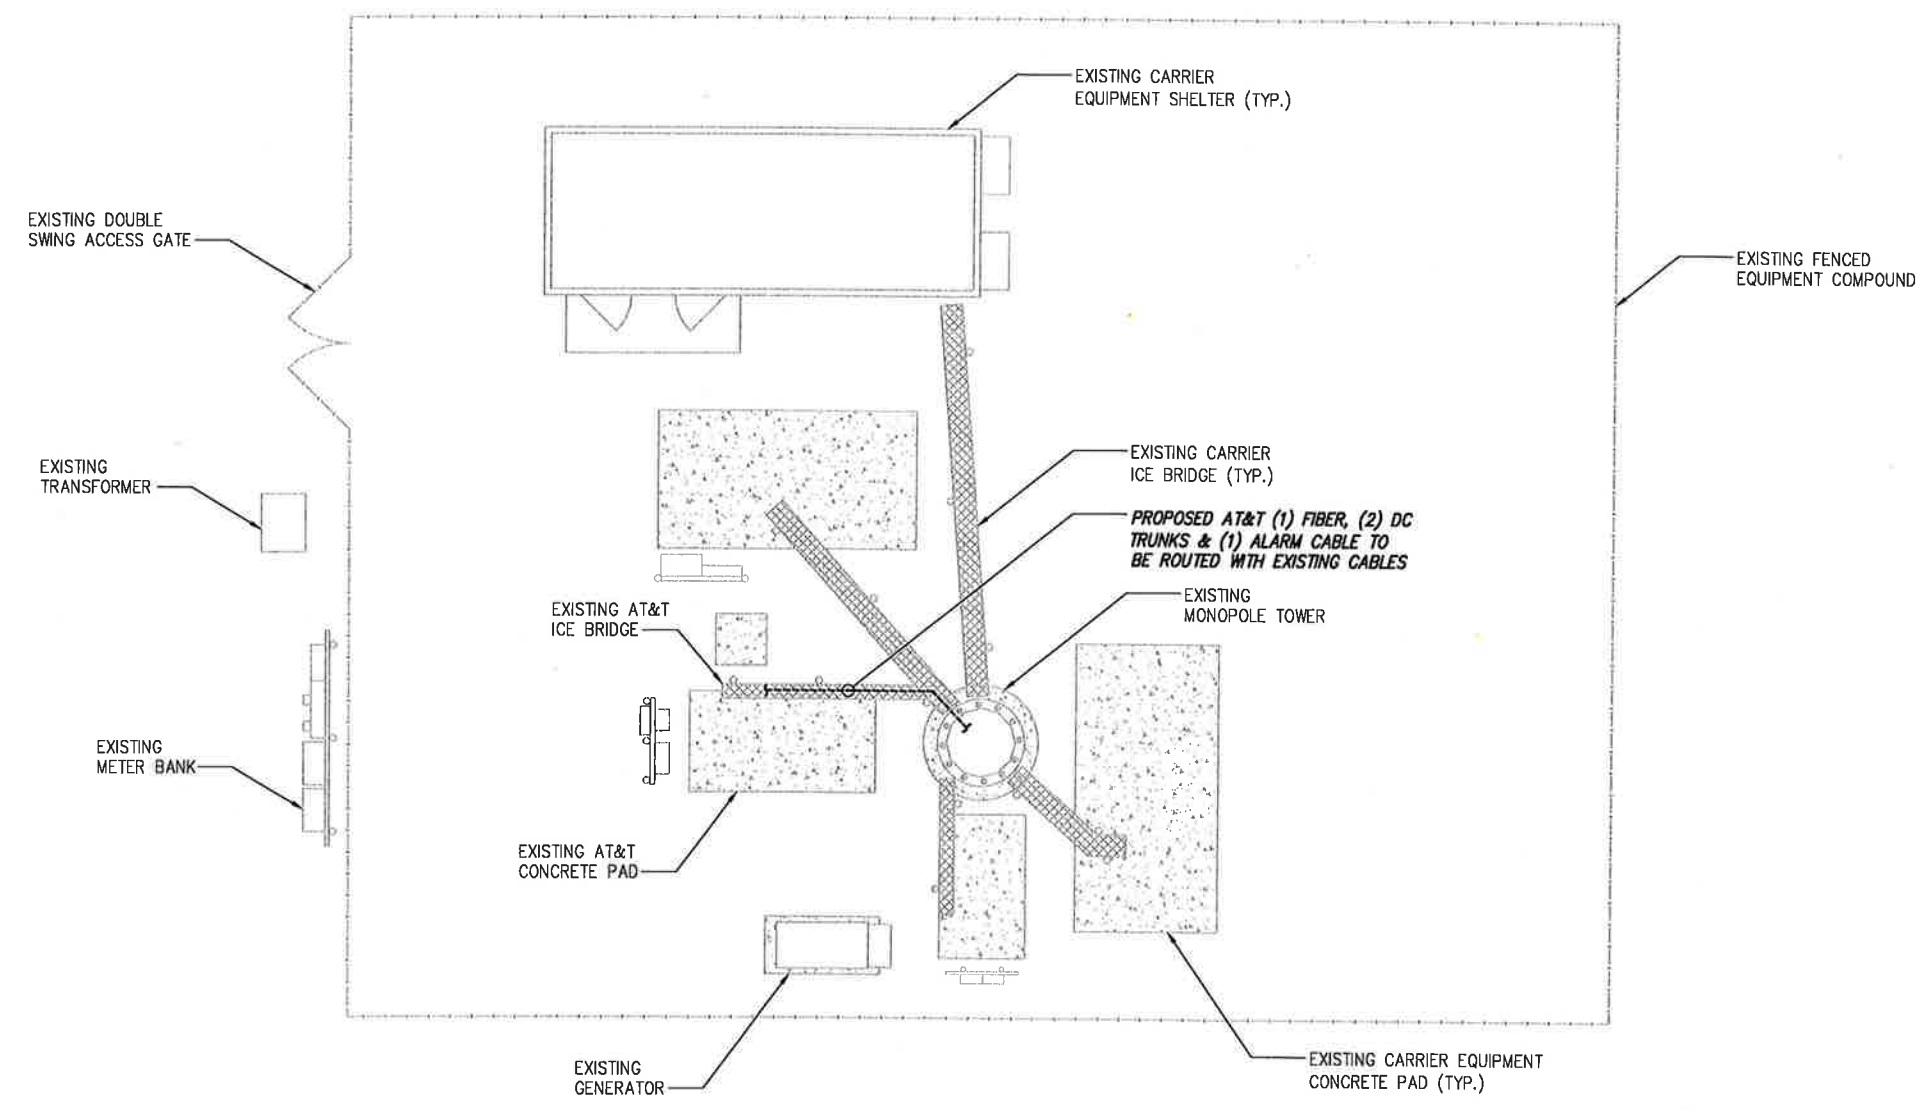 EXISTING CARRIER
EQUIPMENT SHELTER (TYP.)
EXISTING DOUBLE
SWING ACCESS GATE
EXISTING FENCED
EQUIPMENT COMPOUND
EXISTING
TRANSFORMER
EXISTING CARRIER
ICE BRIDGE (TYP.)
PROPOSED AT&T (1) FIBER, (2) DC
TRUNKS & (1) ALARM CABLE TO
BE ROUTED WITH EXISTING CABLES
EXISTING
MONOPOLE TOWER
EXISTING AT&T
ICE BRIDGE
EXISTING
METER BANK
EXISTING AT&T
CONCRETE PAD
EXISTING
GENERATOR
EXISTING CARRIER EQUIPMENT
CONCRETE PAD (TYP.)